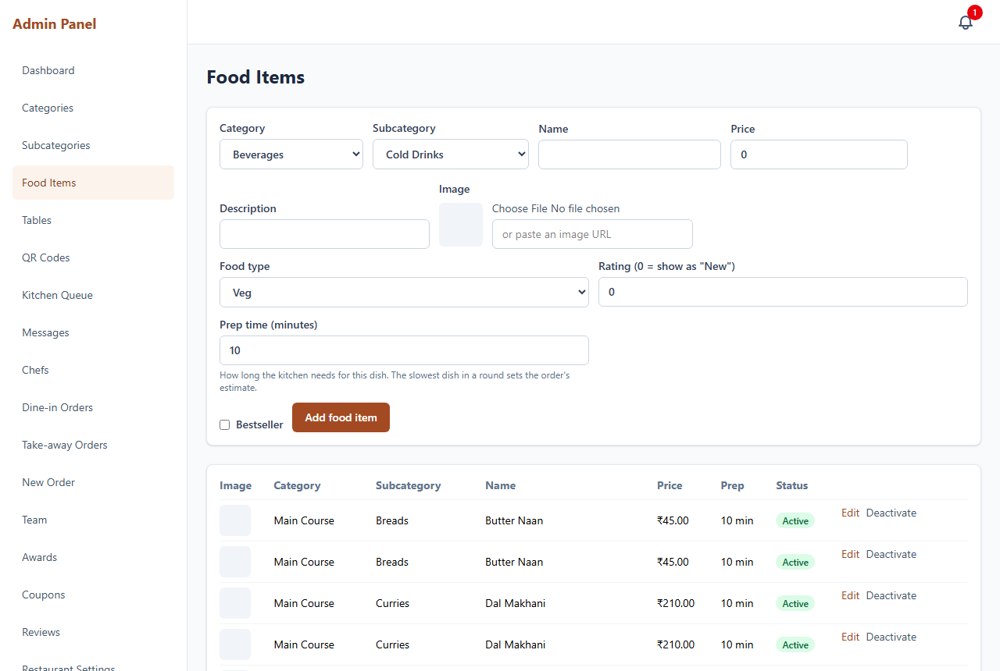 Admin Panel
1
Dashboard
Categories
Subcategories
Food Items
Tables
QR Codes
Kitchen Queue
Messages
Chefs
Dine-in Orders
Take-away Orders
New Order
Team
Awards
Coupons
Reviews
Restaurant Settings
Food Items
Category Subcategory Name Price
Beverages Cold Drinks 0
Image
Description Choose File No file chosen
or paste an image URL
Food type Rating (0 = show as "New")
Veg 0
Prep time (minutes)
10
How long the kitchen needs for this dish. The slowest dish in a round sets the order's
estimate.
Bestseller Add food item
Image Category Subcategory Name Price Prep Status
Main Course Breads Butter Naan ₹45.00 10 min Active Edit Deactivate
Main Course Breads Butter Naan ₹45.00 10 min Active Edit Deactivate
Main Course Curries Dal Makhani ₹210.00 10 min Active Edit Deactivate
Main Course Curries Dal Makhani ₹210.00 10 min Active Edit Deactivate